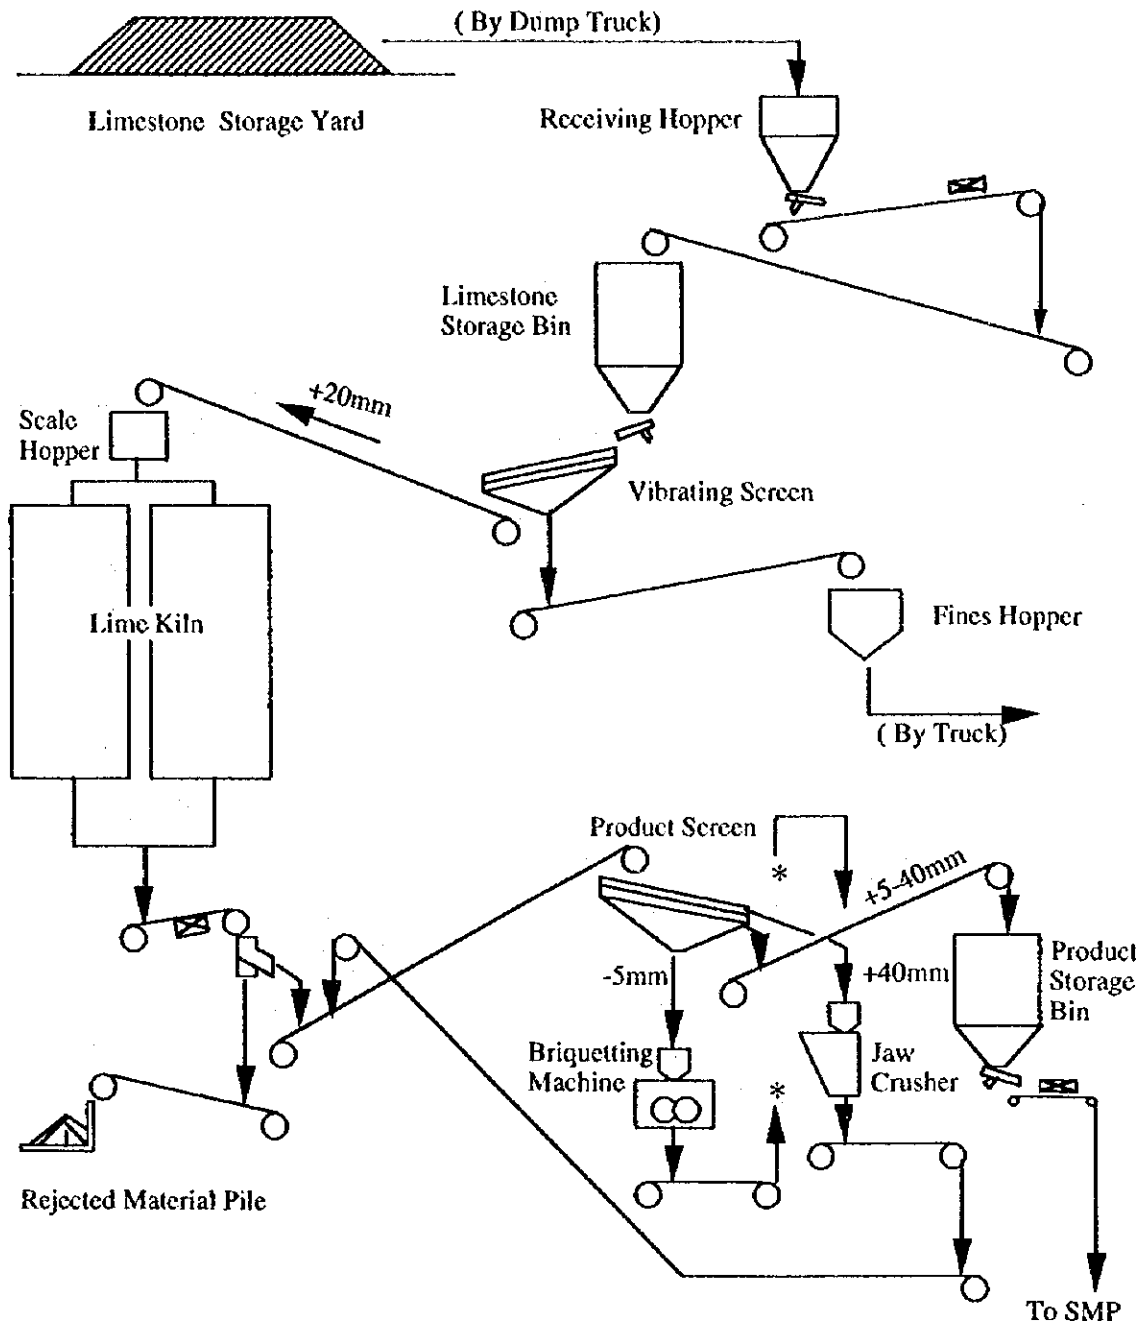 ( By Dump Truck)
Limestone Storage Yard
Receiving Hopper
Limestone
Storage Bin
+20mm
Scale
Hopper
Vibrating Screen
Lime Kiln
Fines Hopper
( By Truck)
Product Screen
*
+5-40mm
-5mm
+40mm
Product
Storage
Bin
Briquetting
Machine
*
Jaw
Crusher
Rejected Material Pile
To SMP